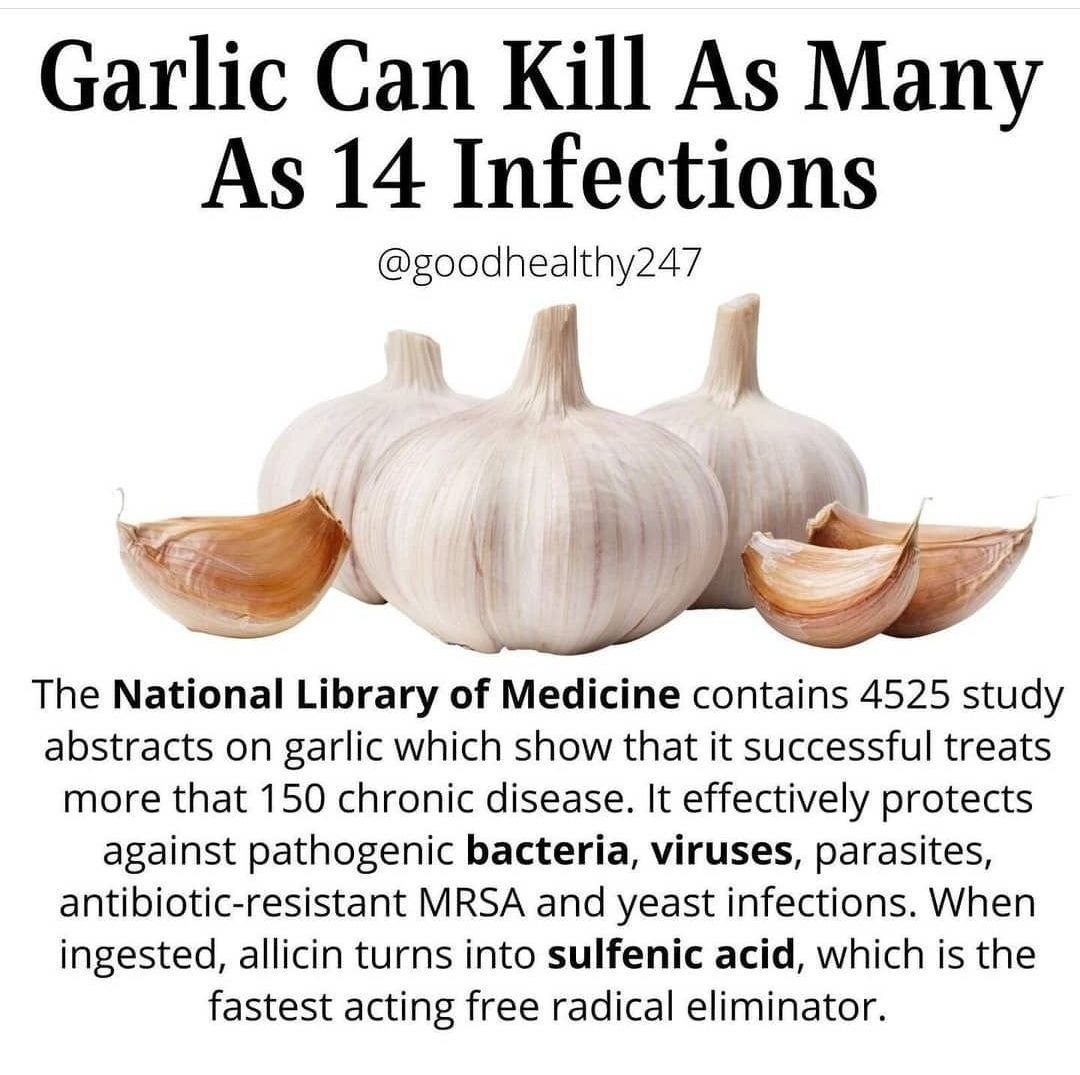 Garlic Can Kill As Many
As 14 Infections
@goodhealthy247
The National Library of Medicine contains 4525 study
abstracts on garlic which show that it successful treats
more that 150 chronic disease. It effectively protects
against pathogenic bacteria, viruses, parasites,
antibiotic-resistant MRSA and yeast infections. When
ingested, allicin turns into sulfenic acid, which is the
fastest acting free radical eliminator.